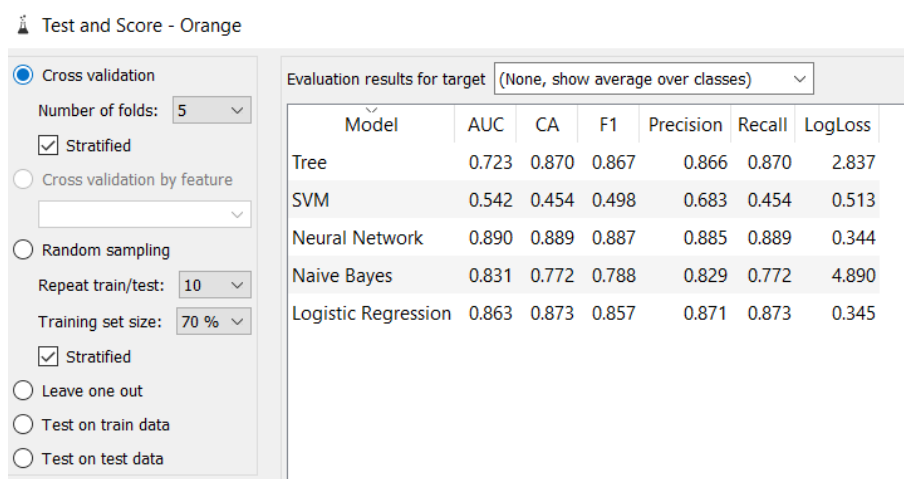 Test and Score - Orange
Cross validation
Number of folds: 5
Stratified
Cross validation by feature
Random sampling
Repeat train/test: 10
Training set size: 70 %
Stratified
Leave one out
Test on train data
Test on test data
Evaluation results for target (None, show average over classes)
Model AUC CA F1 Precision Recall LogLoss
Tree 0.723 0.870 0.867 0.866 0.870 2.837
SVM 0.542 0.454 0.498 0.683 0.454 0.513
Neural Network 0.890 0.889 0.887 0.885 0.889 0.344
Naive Bayes 0.831 0.772 0.788 0.829 0.772 4.890
Logistic Regression 0.863 0.873 0.857 0.871 0.873 0.345